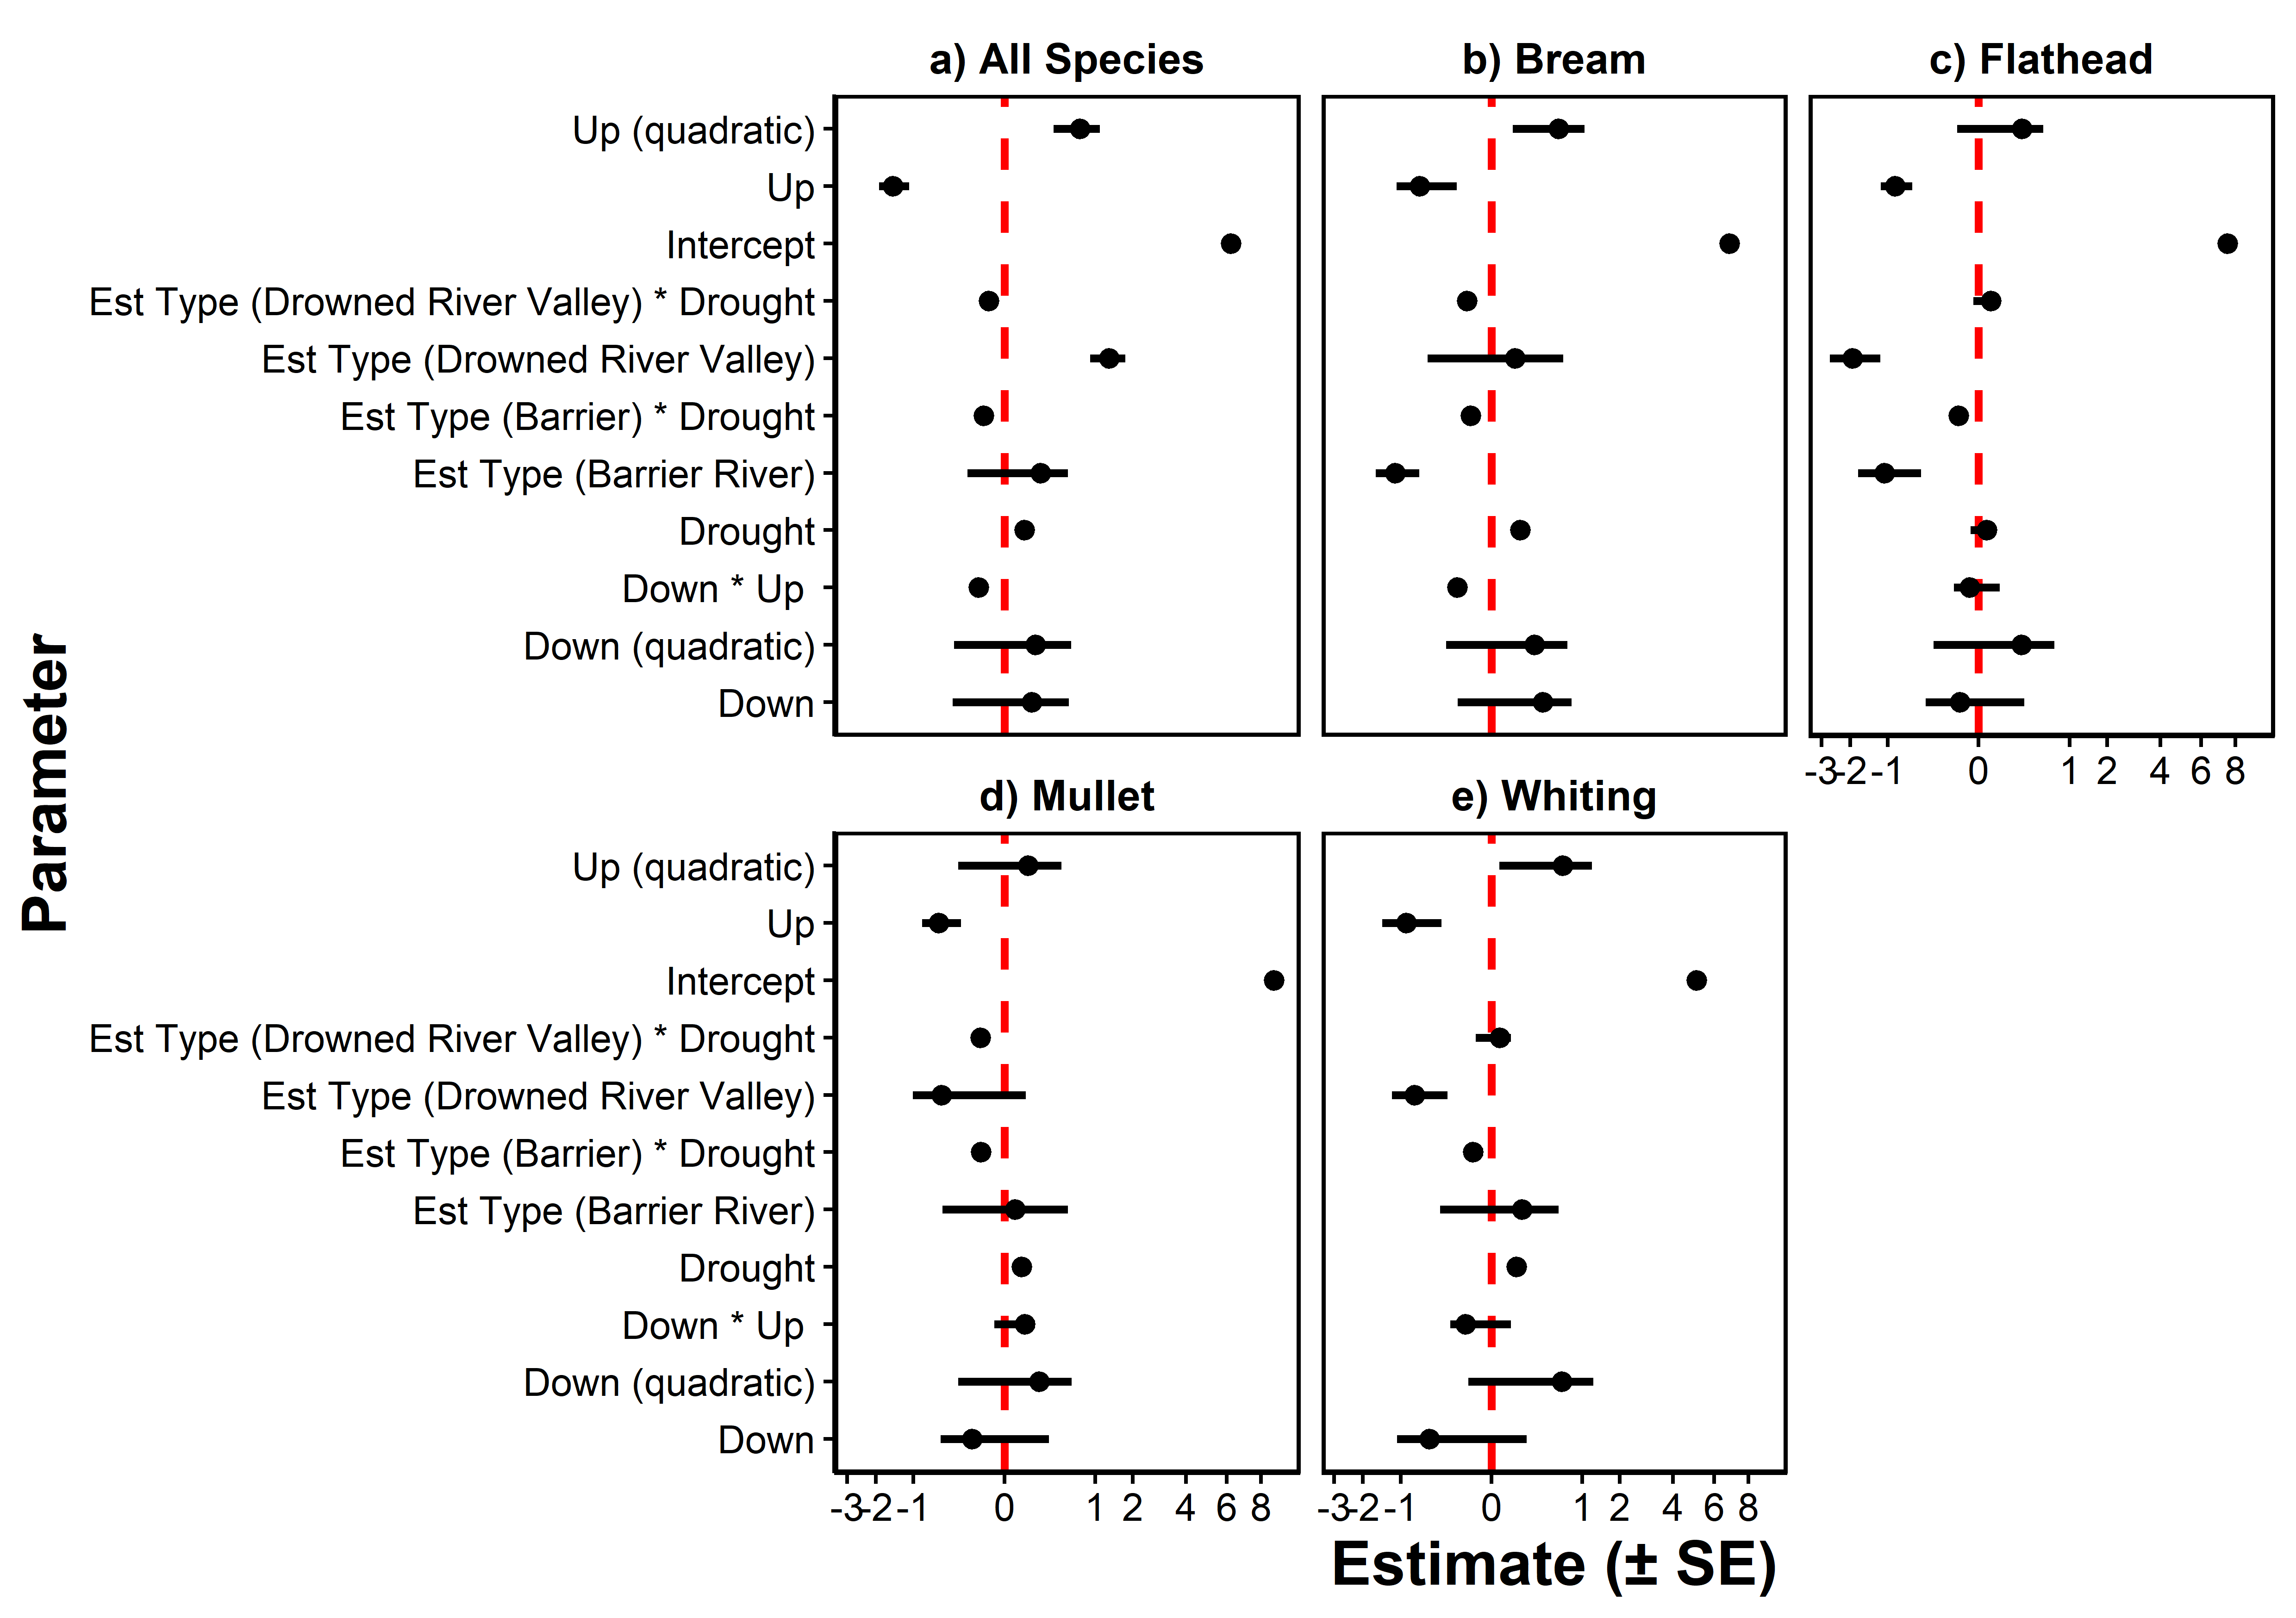 a) All Species
b) Bream
c) Flathead
Up (quadratic)
Up
Intercept
Est Type (Drowned River Valley) * Drought
Est Type (Drowned River Valley)
Est Type (Barrier) * Drought
Est Type (Barrier River)
Drought
Down * Up
Down (quadratic)
Down
-3 -2 -1 0 1 2 4 6 8
Parameter
d) Mullet
e) Whiting
Up (quadratic)
Up
Intercept
Est Type (Drowned River Valley) * Drought
Est Type (Drowned River Valley)
Est Type (Barrier) * Drought
Est Type (Barrier River)
Drought
Down * Up
Down (quadratic)
Down
-3 -2 -1 0 1 2 4 6 8
-3 -2 -1 0 1 2 4 6 8
Estimate (± SE)